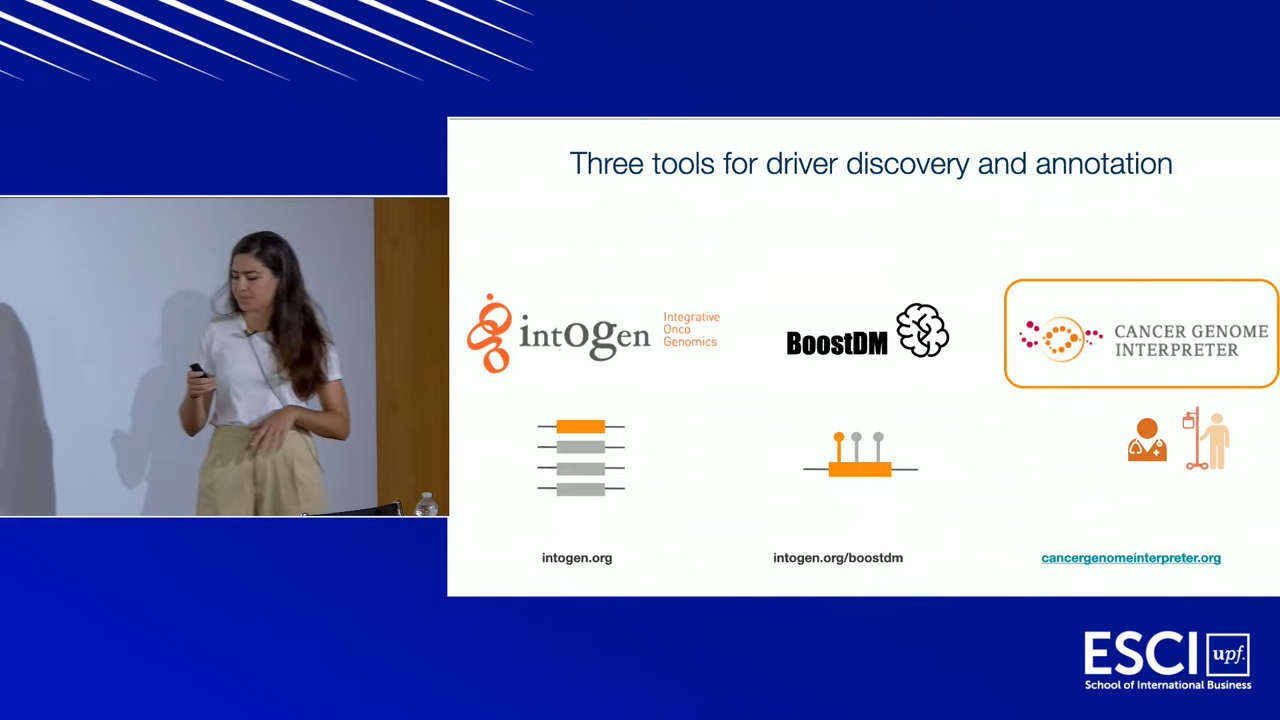 Three tools for driver discovery and annotation
intOgen
Integrative
Onco
Genomics
BoostDM
CANCER GENOME
INTERPRETER
intogen.org
intogen.org/boostdm
cancergenomeinterpreter.org
ESCI upf.
School of International Business